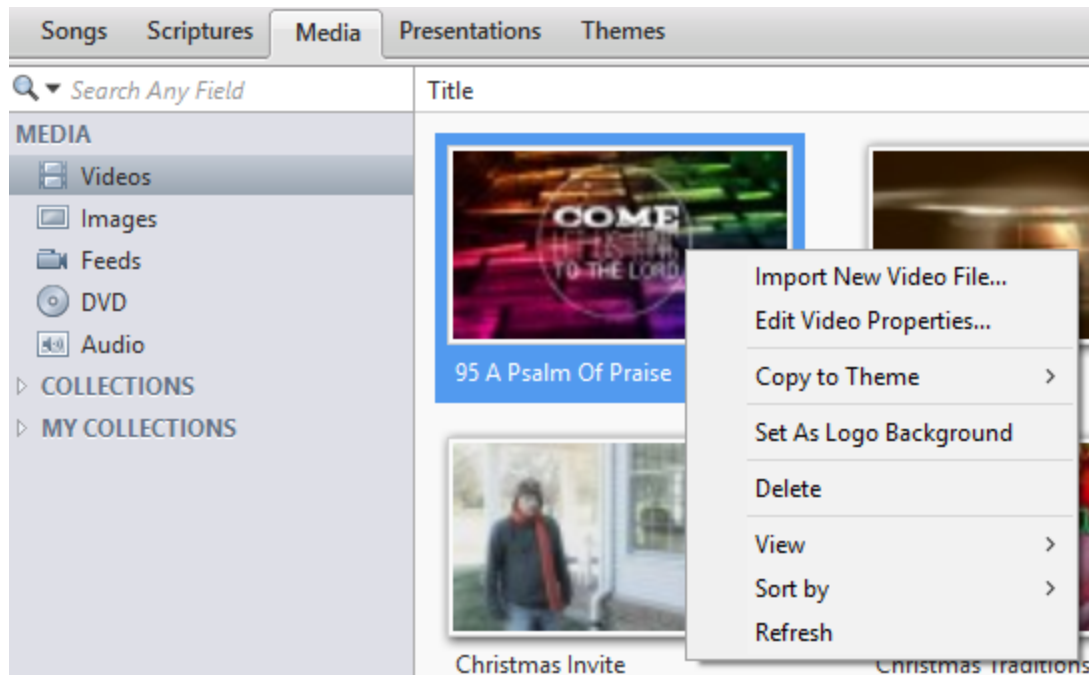 Songs Scriptures Media Presentations Themes
Search Any Field
Title
MEDIA
Videos
Images
Feeds
DVD
Audio
COLLECTIONS
MY COLLECTIONS
COME
TO THE LORD
95 A Psalm Of Praise
Import New Video File...
Edit Video Properties...
Copy to Theme
Set As Logo Background
Delete
View
Sort by
Refresh
Christmas Invite
Christmas Traditions